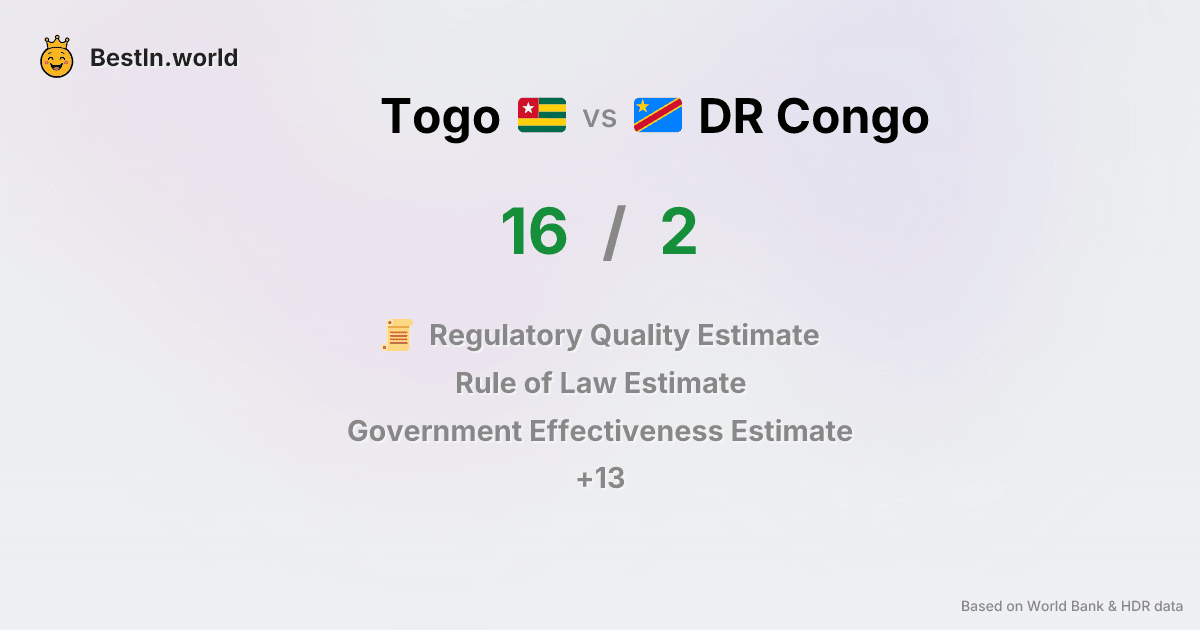 BestIn.world
Togo vs DR Congo
16 / 2
Regulatory Quality Estimate
Rule of Law Estimate
Government Effectiveness Estimate
+13
Based on World Bank & HDR data